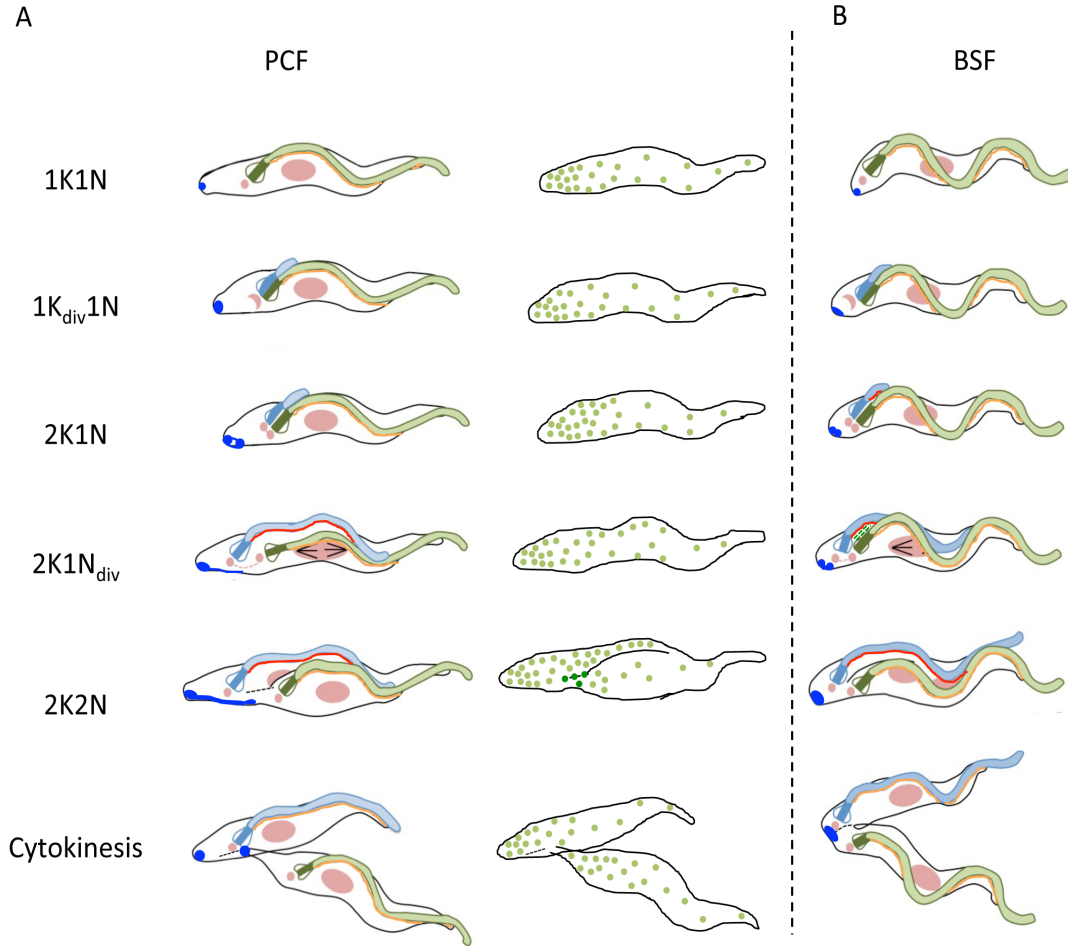 A
B
PCF
BSF
1K1N
1Kdiv1N
2K1N
2K1Ndiv
2K2N
Cytokinesis